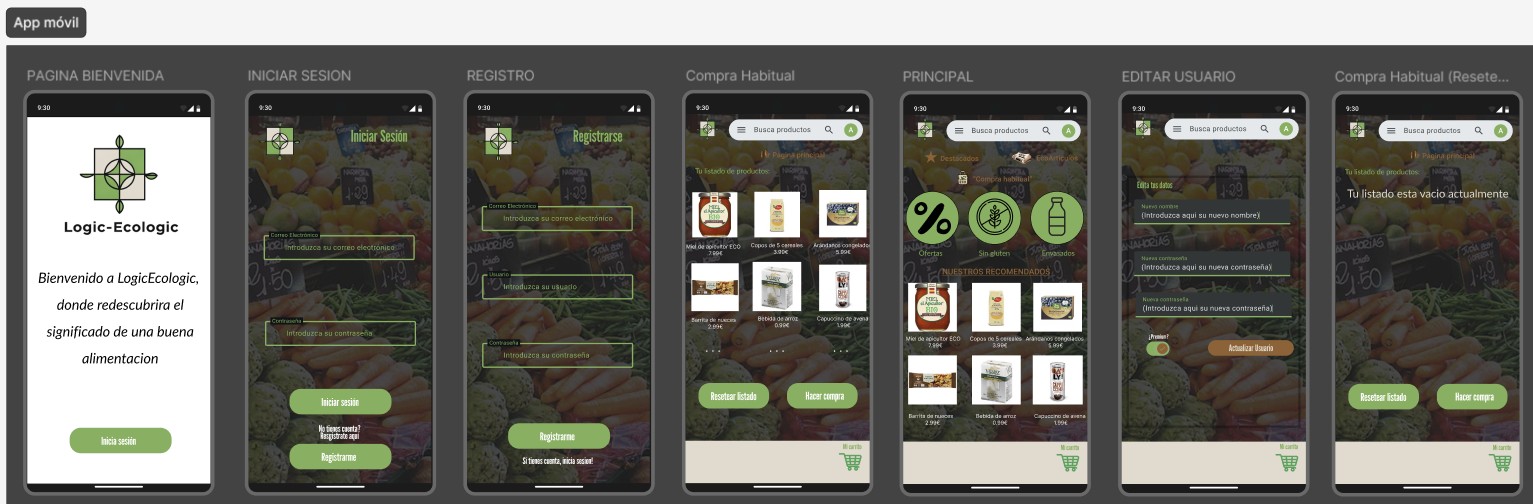 App móvil
PAGINA BIENVENIDA
9:30
Logic-Ecologic
Bienvenido a LogicEcologic,
donde redescubrira el
significado de una buena
alimentacion
Inicia sesión
INICIAR SESION
9:30
Iniciar Sesión
Correo Electrónico
Introduzca su correo electrónico
Contraseña
Introduzca su contraseña
Iniciar sesión
No tienes cuenta?
Resgistrate aquí
Registrarme
REGISTRO
9:30
Registrarse
Correo Electrónico
Introduzca su correo electrónico
Usuario
Introduzca su usuario
Contraseña
Introduzca su contraseña
Registrarme
Si tienes cuenta, inicia sesion!
Compra Habitual
9:30
Busca productos
A
Página principal
Tu listado de productos:
Miel de apicultor ECO
7.99€
Copos de 5 cereales
3.99€
Arándanos congelados
5.99€
Barrita de nueces
2.99€
Bebida de arroz
0.99€
Capuccino de avena
1.99€
...
...
...
Resetear listado
Hacer compra
Mi carrito
PRINCIPAL
9:30
Busca productos
A
Destacados
"Compra habitual"
Ofertas
Sin gluten
Envasados
NUESTROS RECOMENDADOS
Miel de apicultor ECO
7.99€
Copos de 5 cereales
3.99€
Arándanos congelados
5.99€
Barrita de nueces
2.99€
Bebida de arroz
0.99€
Capuccino de avena
1.99€
Mi carrito
EDITAR USUARIO
9:30
Busca productos
A
Edita tus datos
Nuevo nombre
(Introduzca aqui su nuevo nombre)
Nueva contraseña
(Introduzca aqui su nueva contraseña)
Nueva contraseña
(Introduzca aqui su nueva contraseña)
¿Premium?
Actualizar Usuario
Mi carrito
Compra Habitual (Resete...
9:30
Busca productos
A
Página principal
Tu listado de productos:
Tu listado esta vacio actualmente
Resetear listado
Hacer compra
Mi carrito